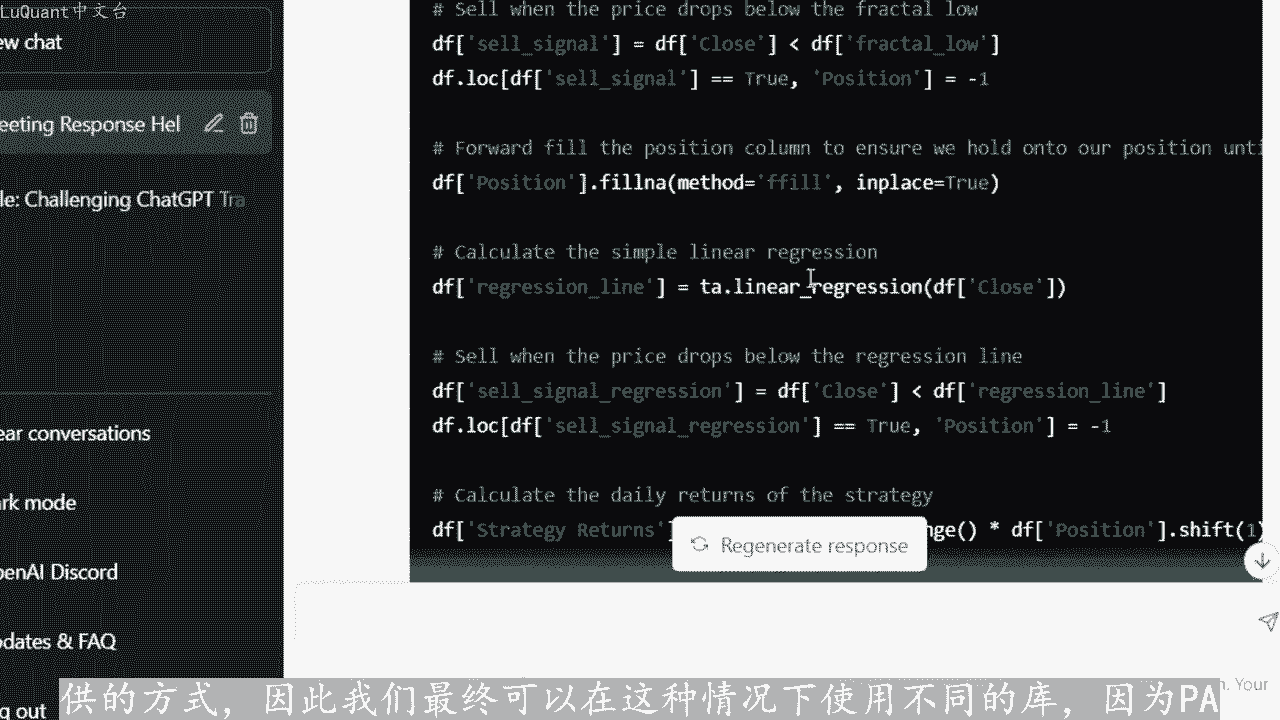 LuQuant中文台
ew chat
eeting Response Hel
le: Challenging ChatGPT Tra
ear conversations
rk mode
penAI Discord
pdates & FAQ
g out
# Sell when the price drops below the fractal low
df['sell_signal'] = df['Close'] < df['fractal_low']
df.loc[df['sell_signal'] == True, 'Position'] = -1
# Forward fill the position column to ensure we hold onto our position unti
df['Position'].fillna(method='ffill', inplace=True)
# Calculate the simple linear regression
df['regression_line'] = ta.linear_regression(df['Close'])
# Sell when the price drops below the regression line
df['sell_signal_regression'] = df['Close'] < df['regression_line']
df.loc[df['sell_signal_regression'] == True, 'Position'] = -1
# Calculate the daily returns of the strategy
df['Strategy Returns'] nge() * df['Position'].shift(1)
Regenerate response
n. Your
供的方式，因此我们最终可以在这种情况下使用不同的库，因为PA